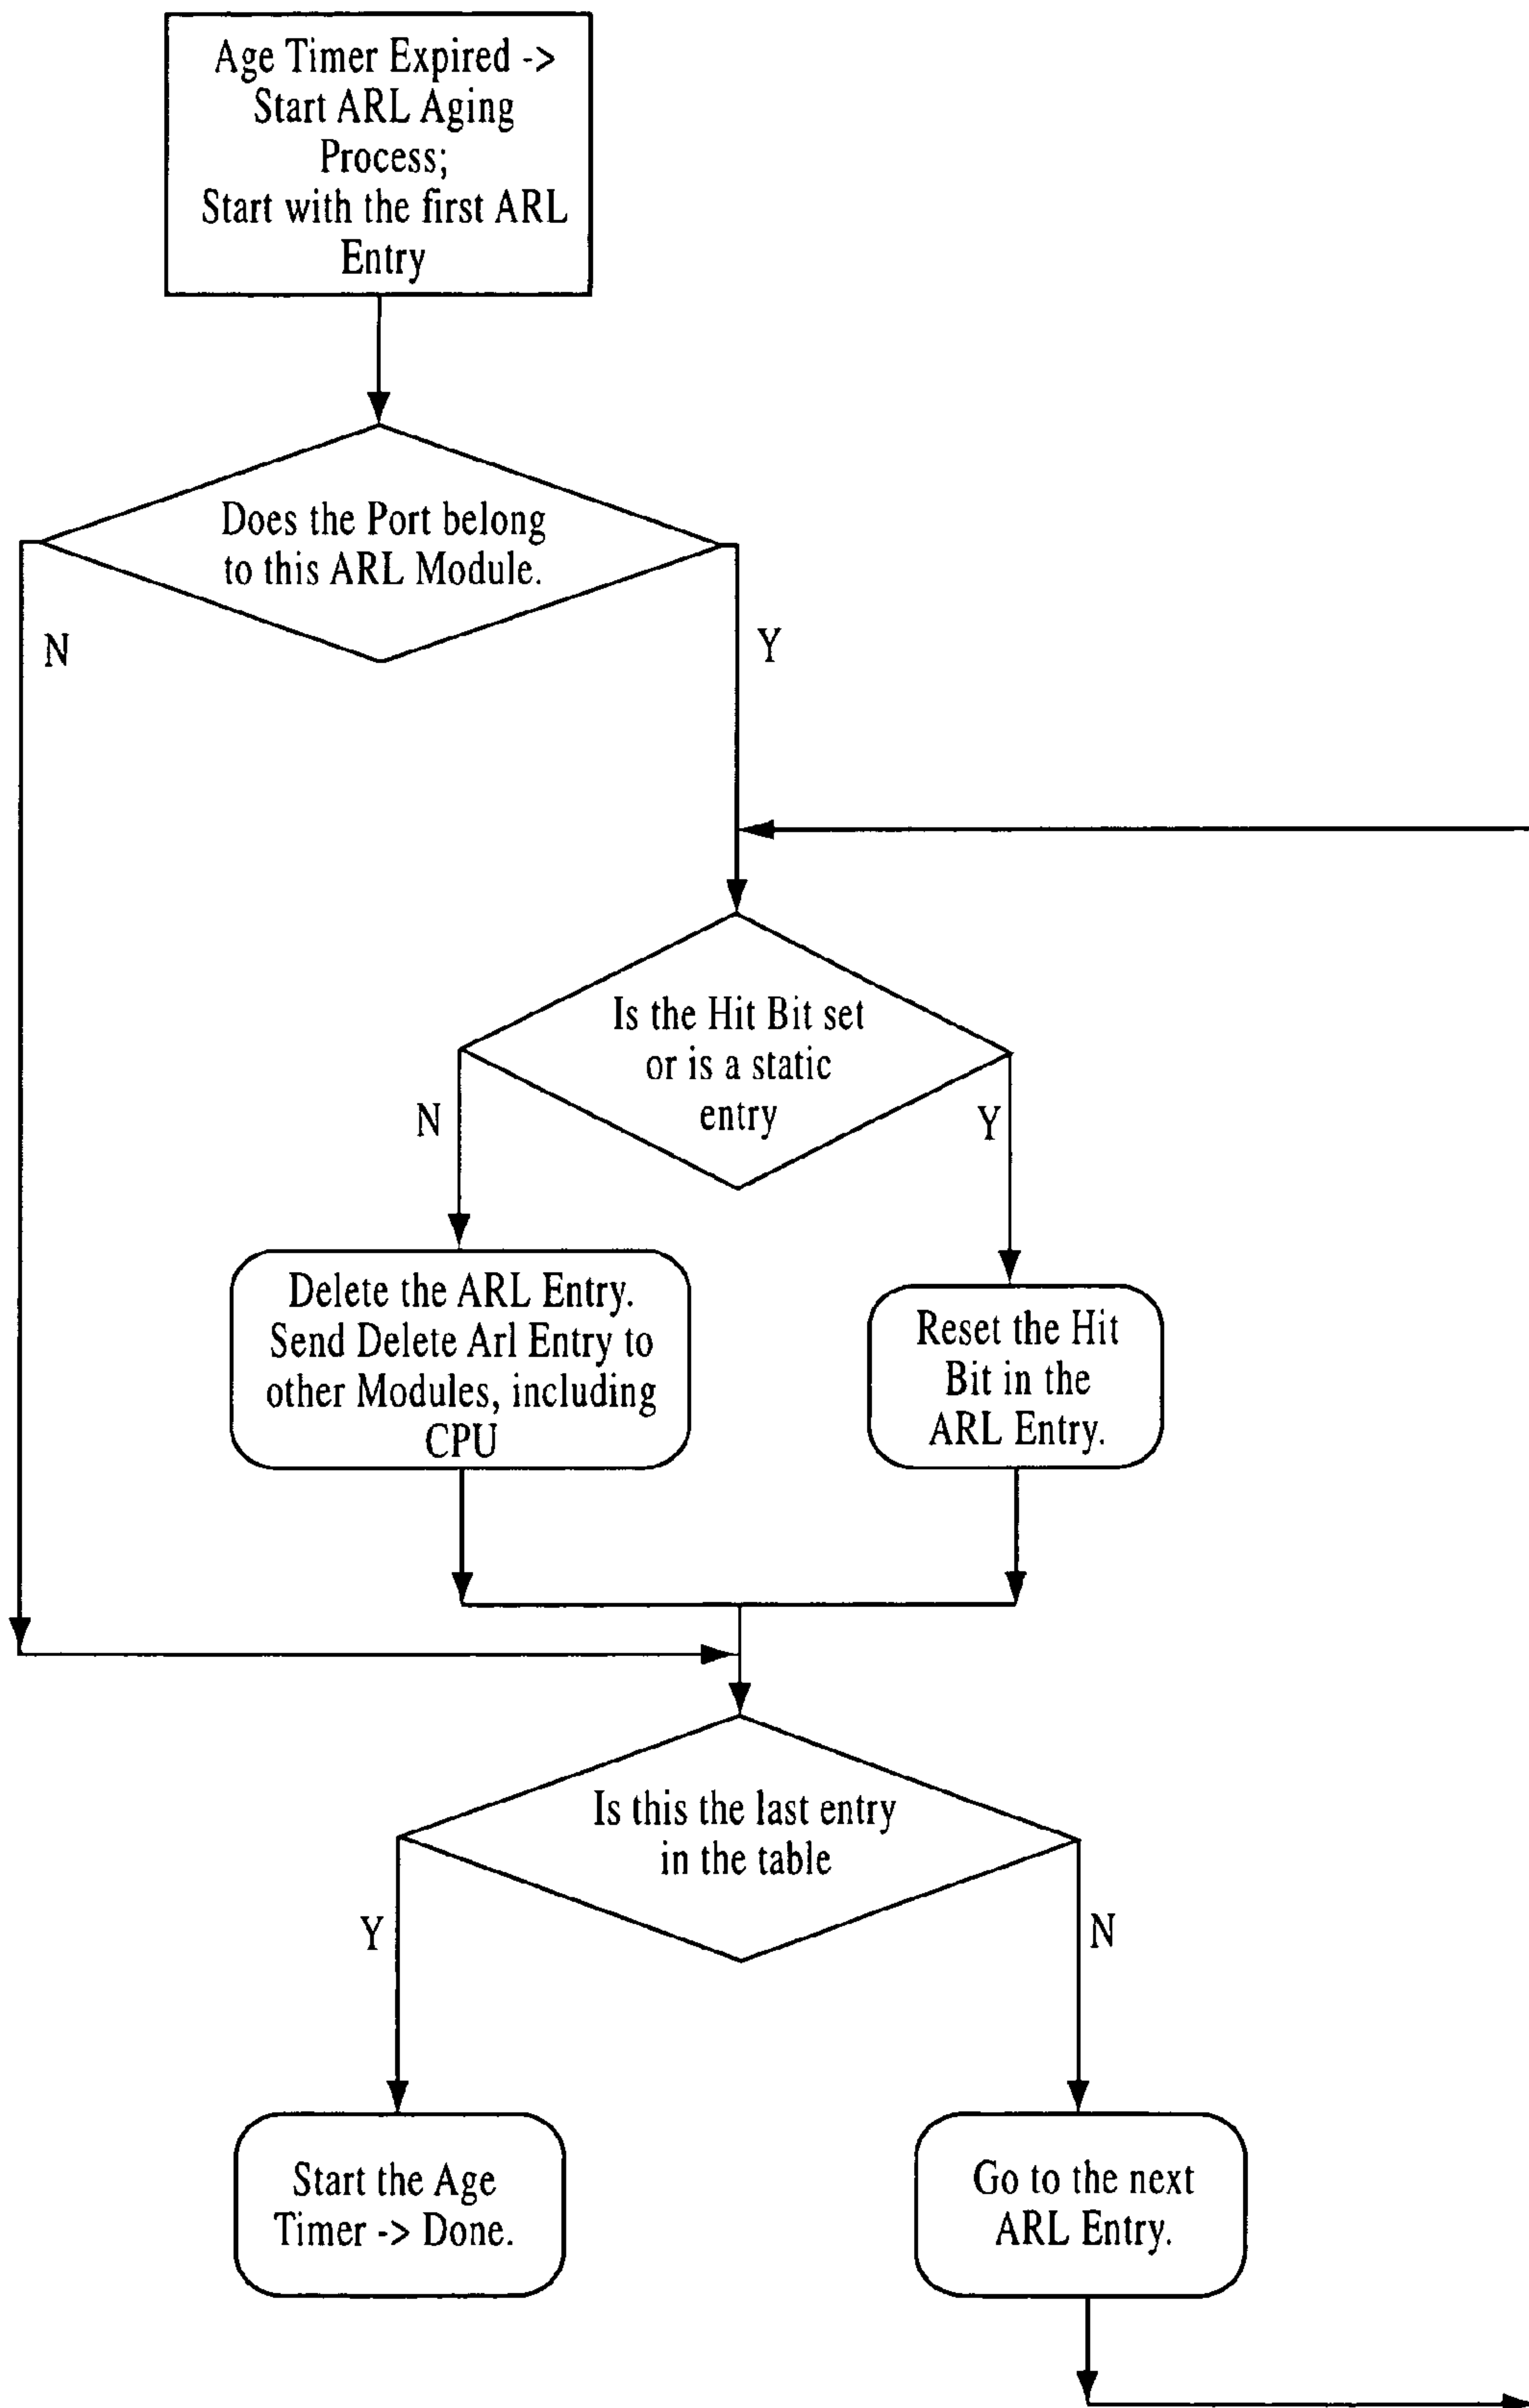 Age Timer Expired ->
Start ARL Aging
Process;
Start with the first ARL
Entry
Does the Port belong
to this ARL Module.
N
Y
Is the Hit Bit set
or is a static
entry
N
Y
Delete the ARL Entry.
Send Delete Arl Entry to
other Modules, including
CPU
Reset the Hit
Bit in the
ARL Entry.
Is this the last entry
in the table
Y
N
Start the Age
Timer -> Done.
Go to the next
ARL Entry.